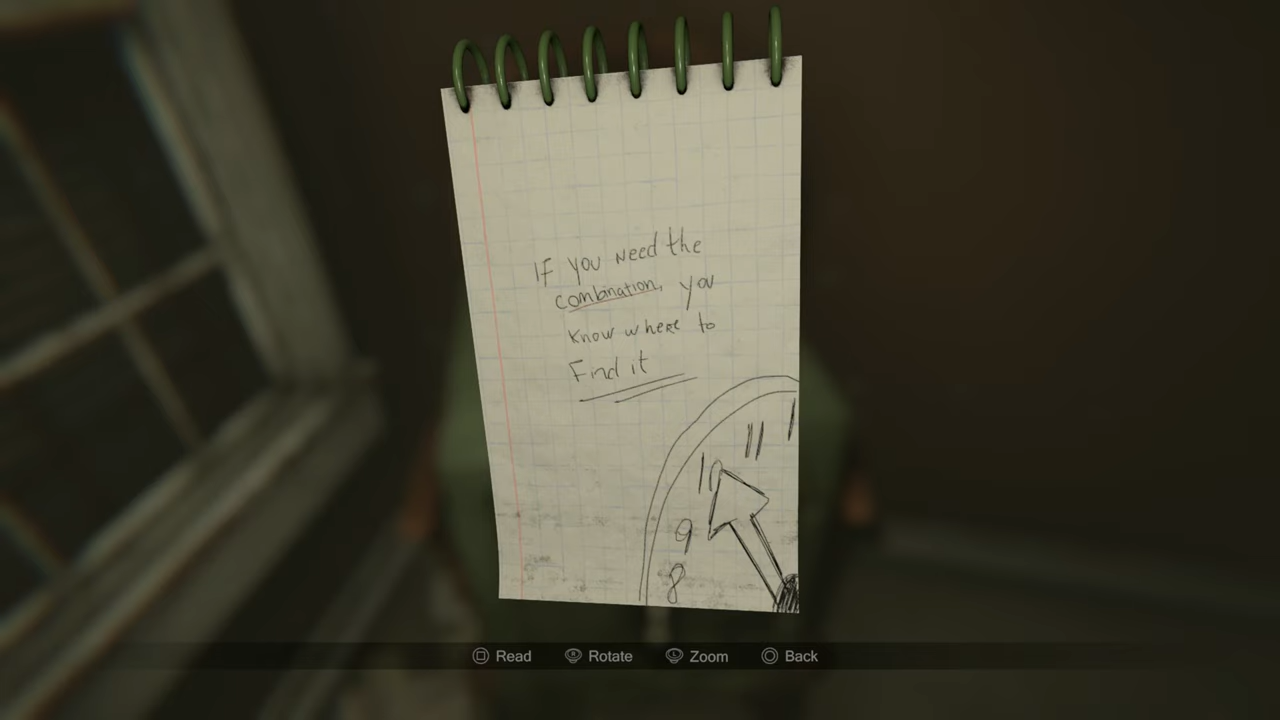 If you need the
combination, you
know where to
Find it
11
1
10
9
8
Read Rotate Zoom Back